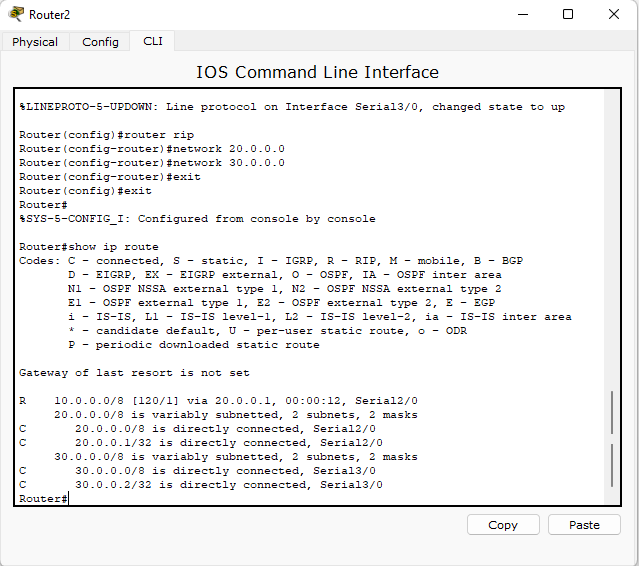 Router2
Physical Config CLI
IOS Command Line Interface
%LINEPROTO-5-UPDOWN: Line protocol on Interface Serial3/0, changed state to up
Router(config)#router rip
Router(config-router)#network 20.0.0.0
Router(config-router)#network 30.0.0.0
Router(config-router)#exit
Router(config)#exit
Router#
%SYS-5-CONFIG_I: Configured from console by console
Router#show ip route
Codes: C - connected, S - static, I - IGRP, R - RIP, M - mobile, B - BGP
D - EIGRP, EX - EIGRP external, O - OSPF, IA - OSPF inter area
N1 - OSPF NSSA external type 1, N2 - OSPF NSSA external type 2
E1 - OSPF external type 1, E2 - OSPF external type 2, E - EGP
i - IS-IS, L1 - IS-IS level-1, L2 - IS-IS level-2, ia - IS-IS inter area
* - candidate default, U - per-user static route, o - ODR
P - periodic downloaded static route
Gateway of last resort is not set
R 10.0.0.0/8 [120/1] via 20.0.0.1, 00:00:12, Serial2/0
20.0.0.0/8 is variably subnetted, 2 subnets, 2 masks
C 20.0.0.0/8 is directly connected, Serial2/0
C 20.0.0.1/32 is directly connected, Serial2/0
30.0.0.0/8 is variably subnetted, 2 subnets, 2 masks
C 30.0.0.0/8 is directly connected, Serial3/0
C 30.0.0.2/32 is directly connected, Serial3/0
Router#
Copy Paste